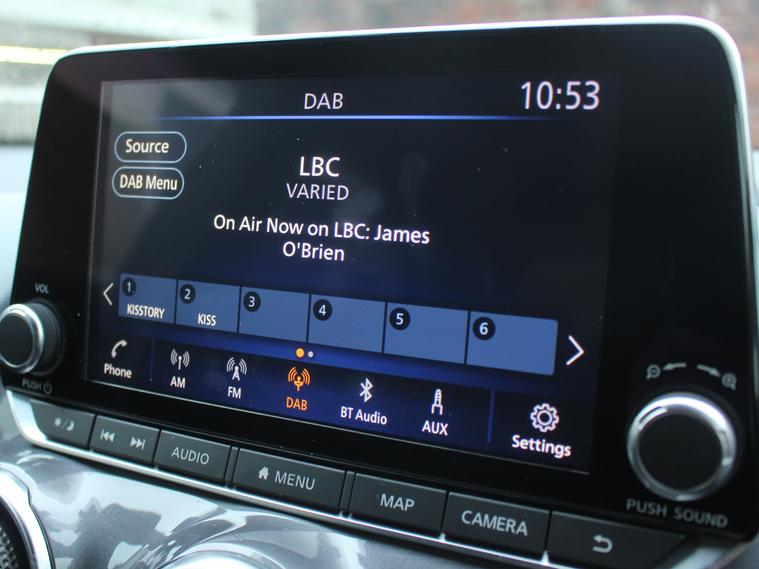 DAB
10:53
Source
DAB Menu
LBC
VARIED
On Air Now on LBC: James
O'Brien
1 KISSTORY
2 KISS
3
4
5
6
Phone
AM
FM
DAB
BT Audio
AUX
Settings
VOL
PUSH
AUDIO
MENU
MAP
CAMERA
PUSH SOUND